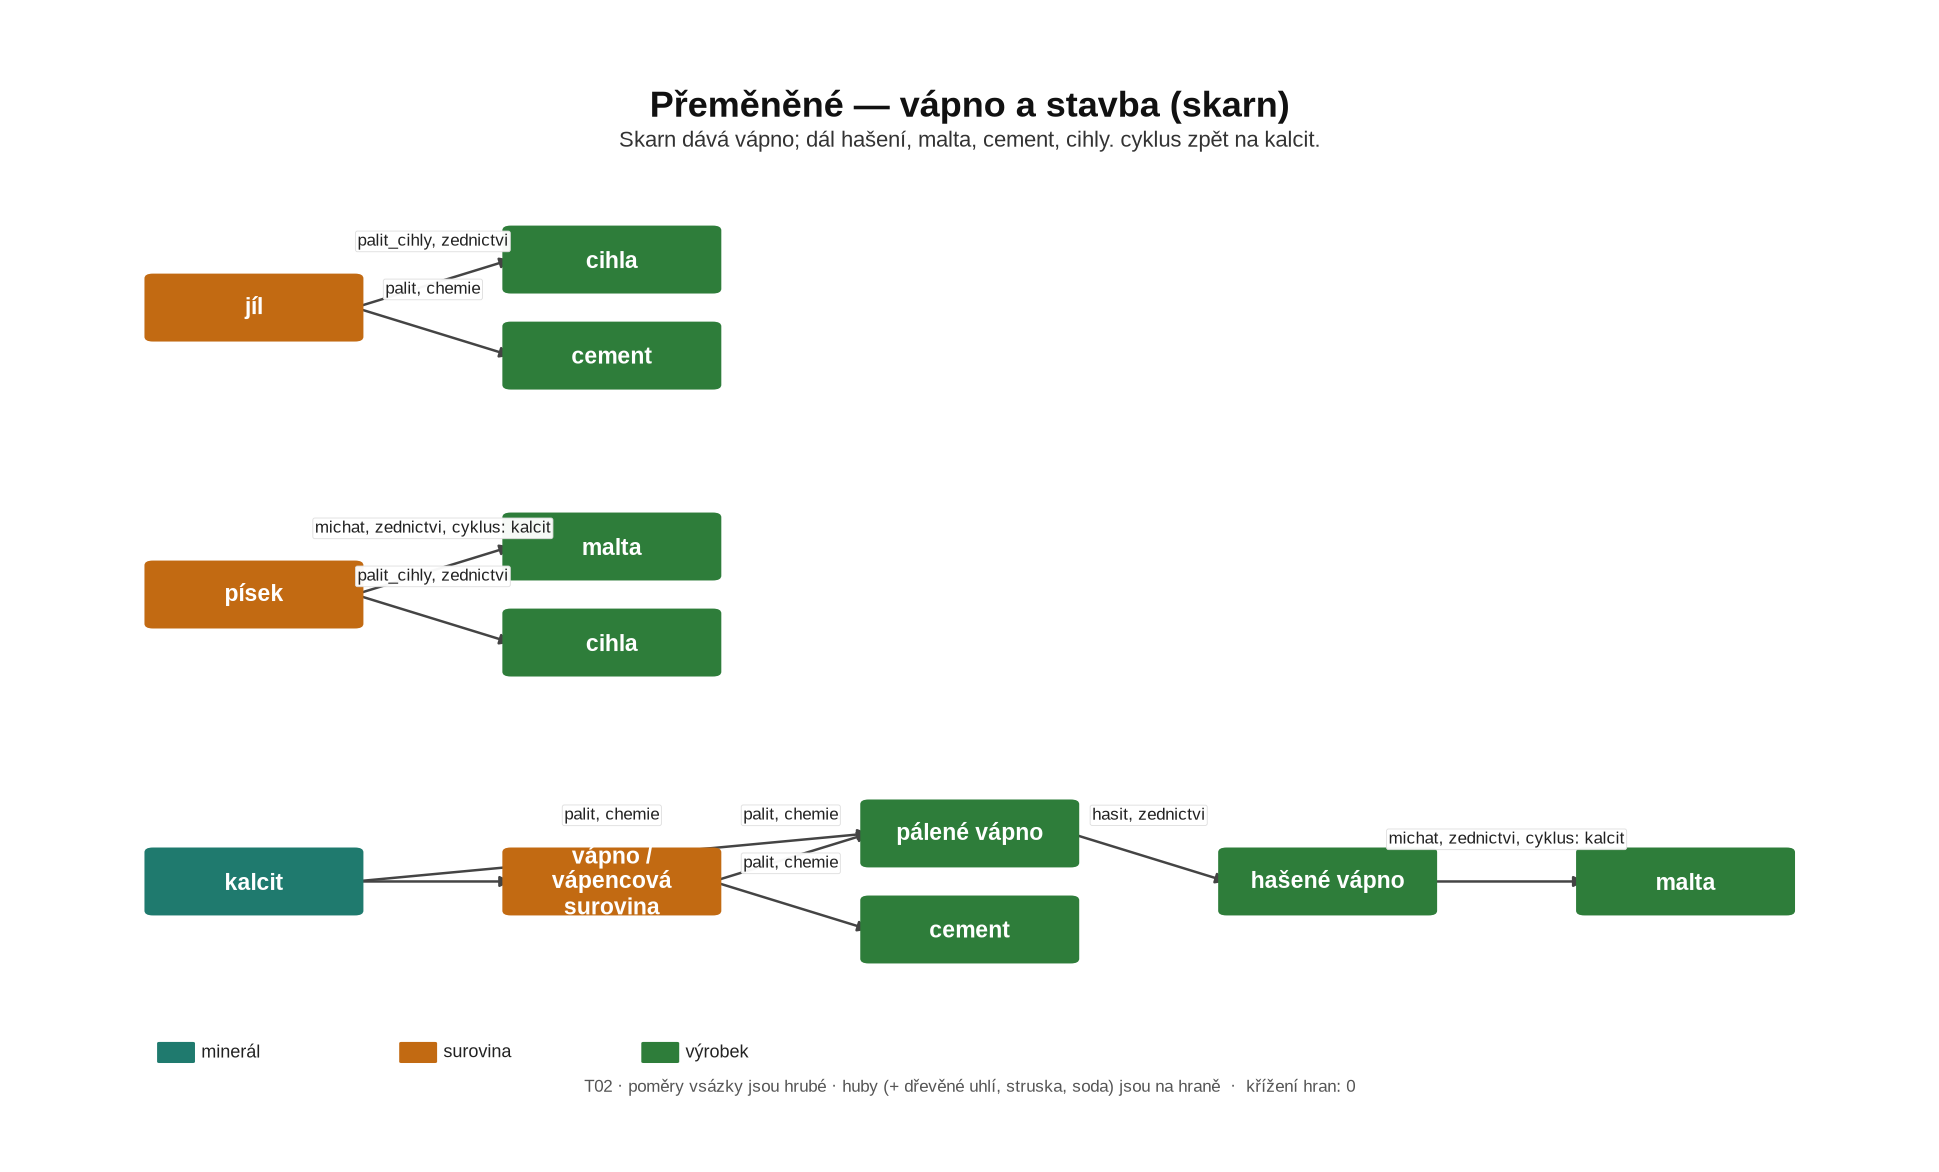 Přeměněné — vápno a stavba (skarn)
Skarn dává vápno; dál hašení, malta, cement, cihly. cyklus zpět na kalcit.
palit_cihly, zednictvi
cihla
palit, chemie
jíl
cement
michat, zednictvi, cyklus: kalcit
malta
palit_cihly, zednictvi
písek
cihla
palit, chemie
palit, chemie
pálené vápno
hasit, zednictvi
michat, zednictvi, cyklus: kalcit
kalcit
vápno /
vápencová
surovina
palit, chemie
cement
hašené vápno
malta
minerál
surovina
výrobek
T02 · poměry vsázky jsou hrubé · huby (+ dřevěné uhlí, struska, soda) jsou na hraně · křížení hran: 0